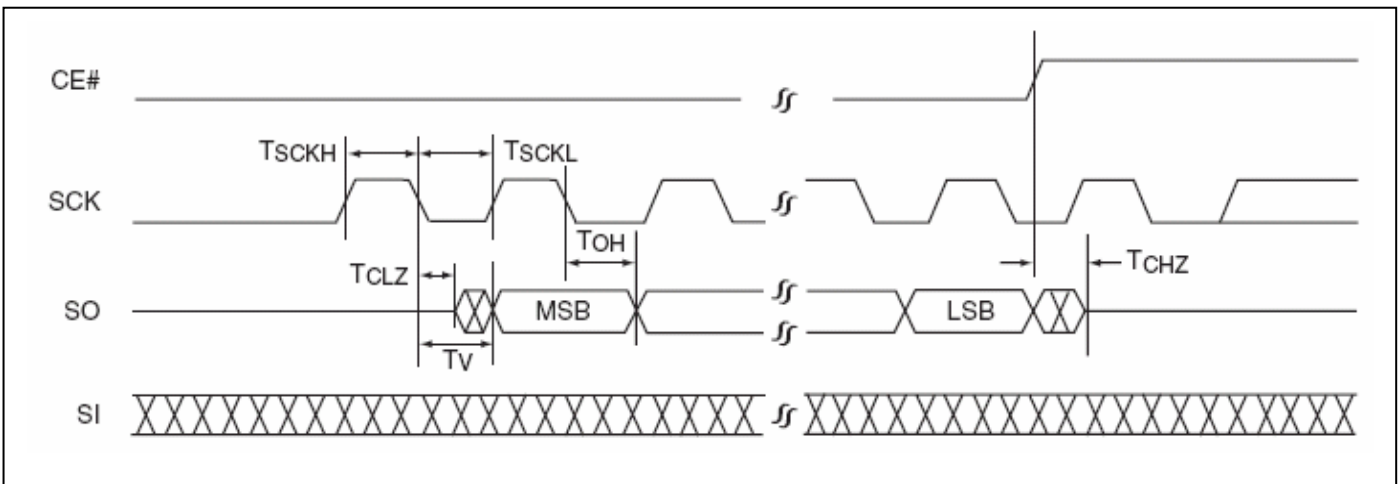 CE#
TSCKH
TSCKL
SCK
TOH
TCLZ
TCHZ
SO
MSB
LSB
TV
SI